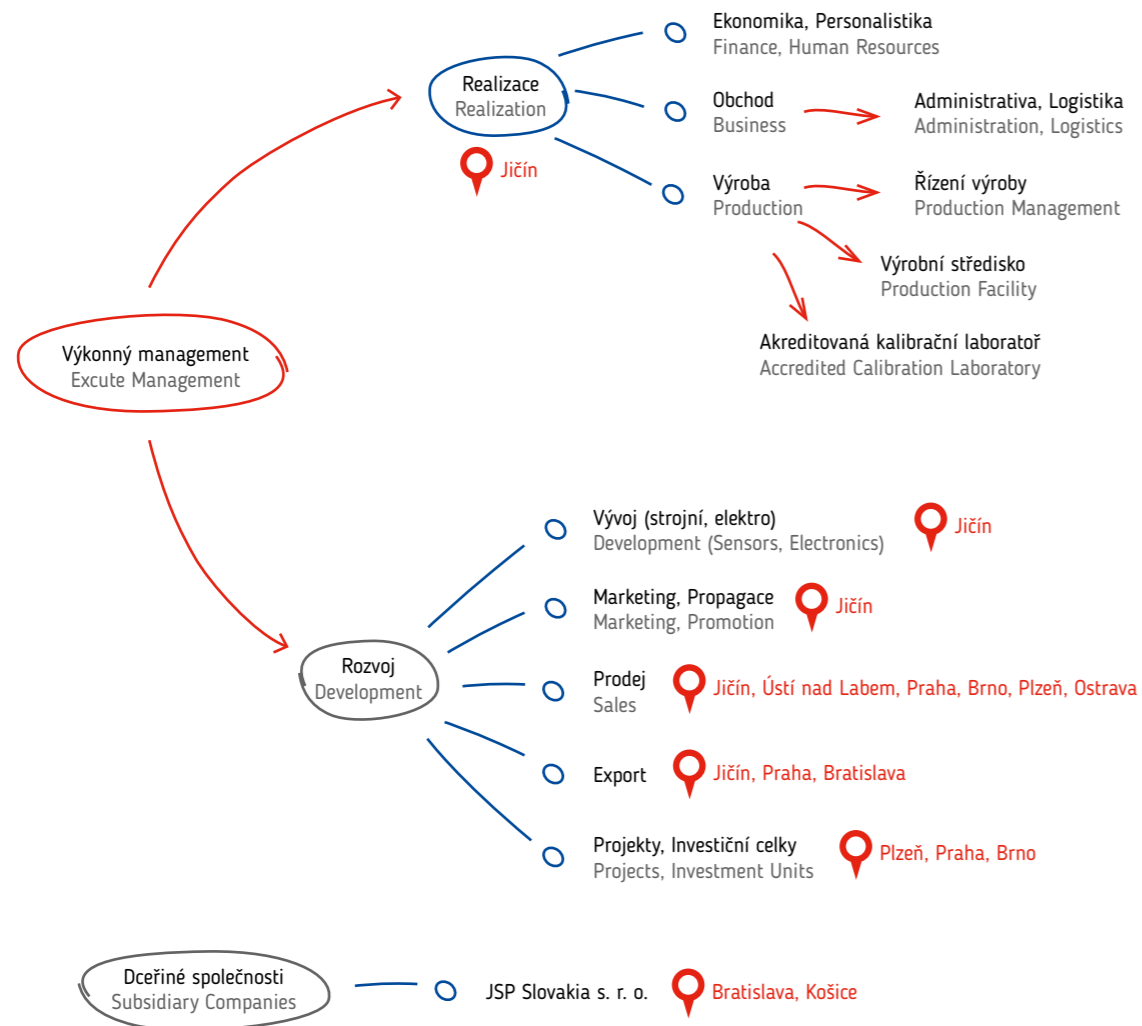 Ekonomika, Personalistika
Finance, Human Resources
Realizace
Realization
Obchod
Business
Administrativa, Logistika
Administration, Logistics
Jičín
Výroba
Production
Řízení výroby
Production Management
Výrobní středisko
Production Facility
Akreditovaná kalibrační laboratoř
Accredited Calibration Laboratory
Výkonný management
Excute Management
Vývoj (strojní, elektro)
Development (Sensors, Electronics)
Jičín
Marketing, Propagace
Marketing, Promotion
Jičín
Rozvoj
Development
Prodej
Sales
Jičín, Ústí nad Labem, Praha, Brno, Plzeň, Ostrava
Export
Jičín, Praha, Bratislava
Projekty, Investiční celky
Projects, Investment Units
Plzeň, Praha, Brno
Dceřiné společnosti
Subsidiary Companies
JSP Slovakia s. r. o.
Bratislava, Košice